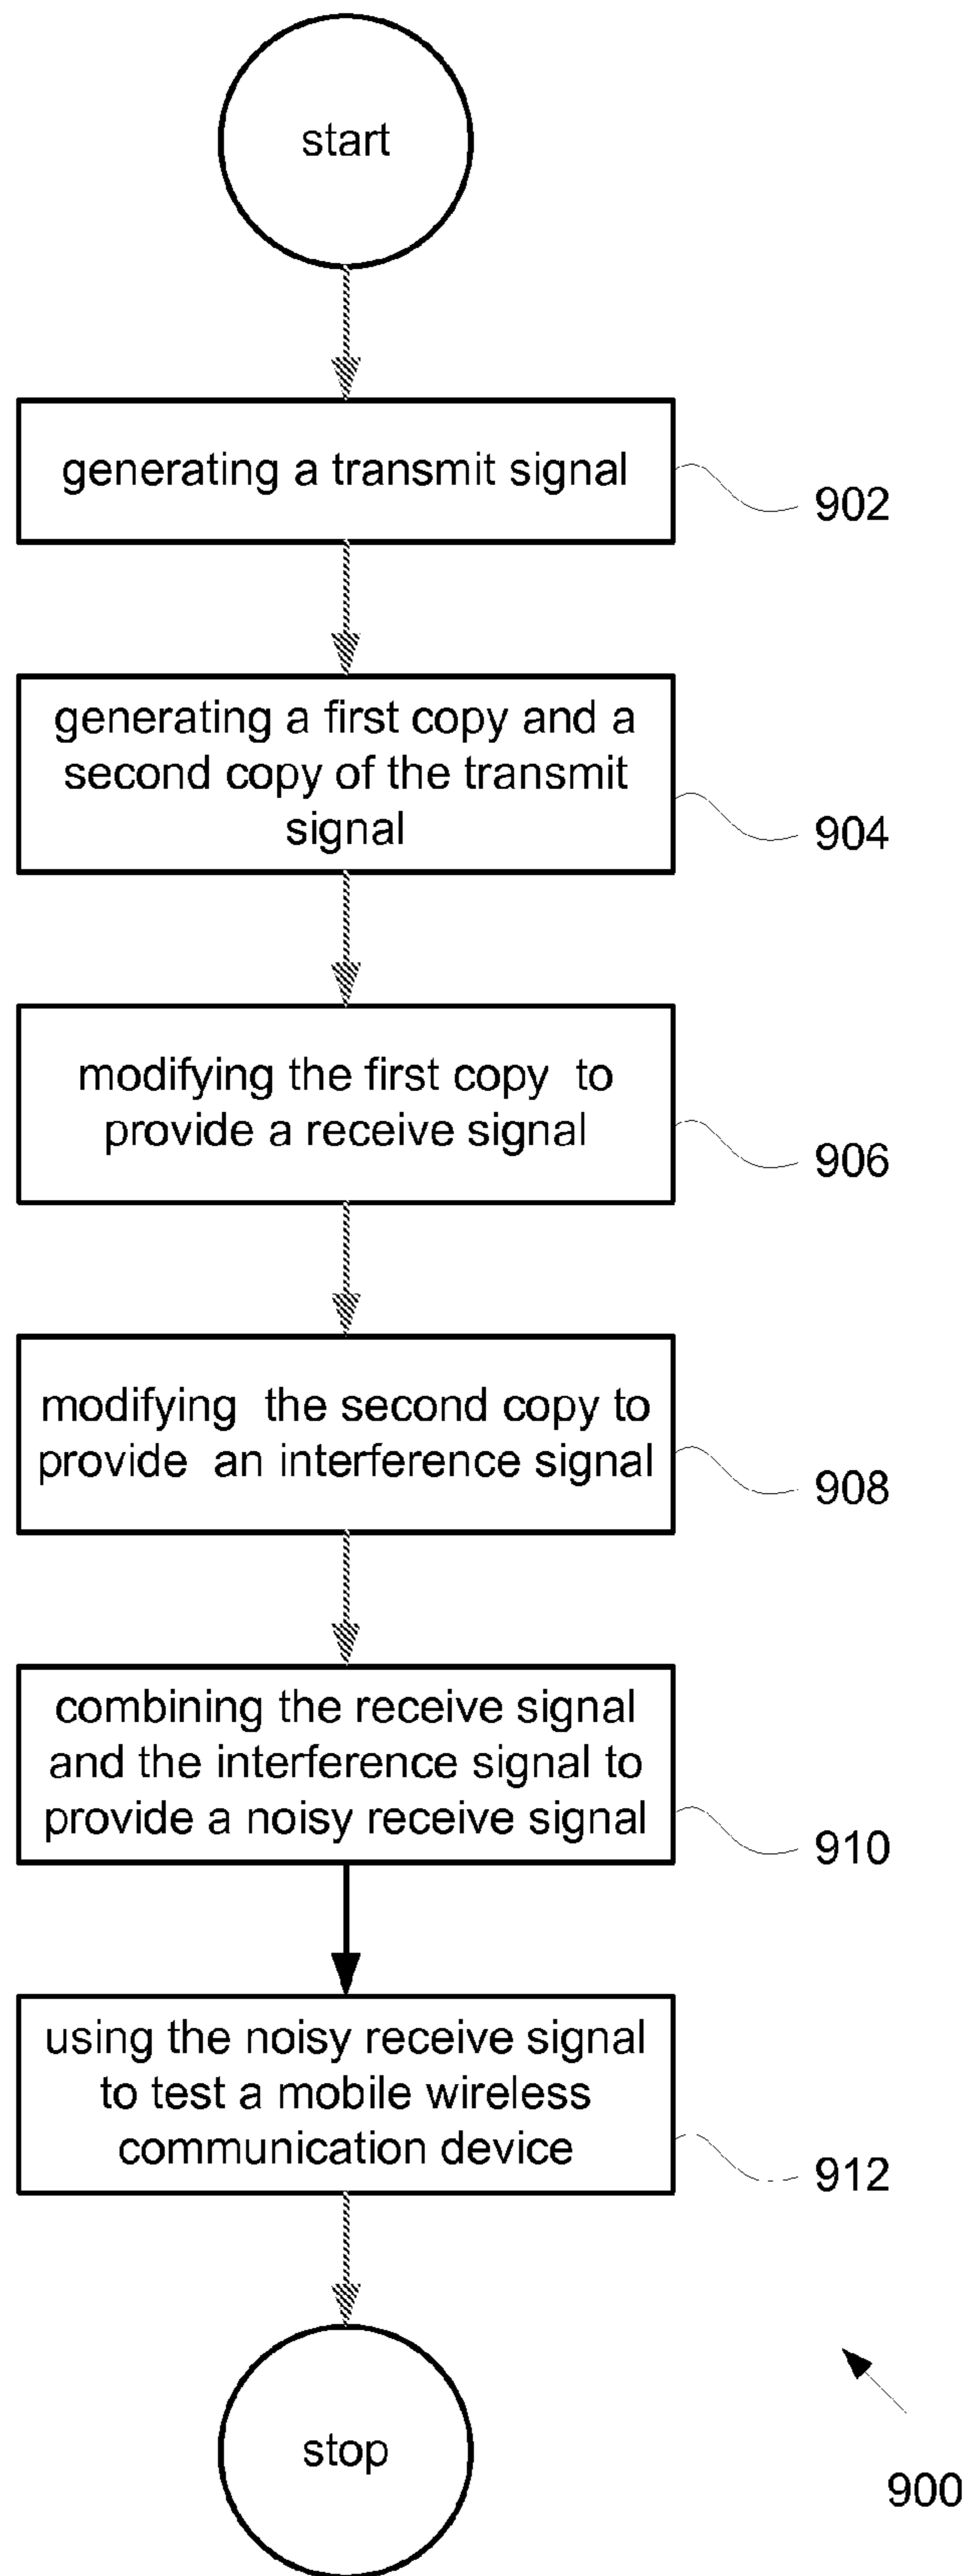 start
generating a transmit signal
902
generating a first copy and a
second copy of the transmit
signal
904
modifying the first copy to
provide a receive signal
906
modifying the second copy to
provide an interference signal
908
combining the receive signal
and the interference signal to
provide a noisy receive signal
910
using the noisy receive signal
to test a mobile wireless
communication device
912
stop
900